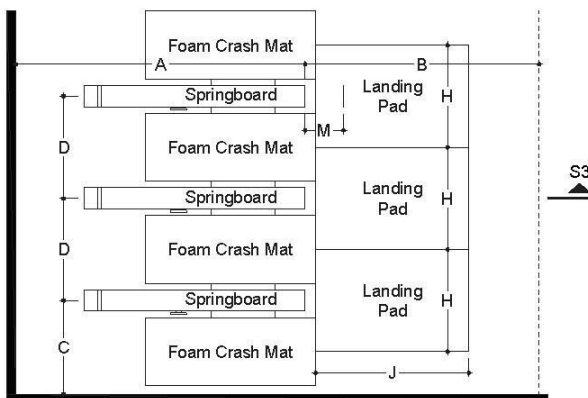 Foam Crash Mat
A
B
Springboard
Landing
Pad
H
M
D
Foam Crash Mat
S3
Springboard
Landing
Pad
H
D
Foam Crash Mat
Springboard
Landing
Pad
H
C
Foam Crash Mat
J